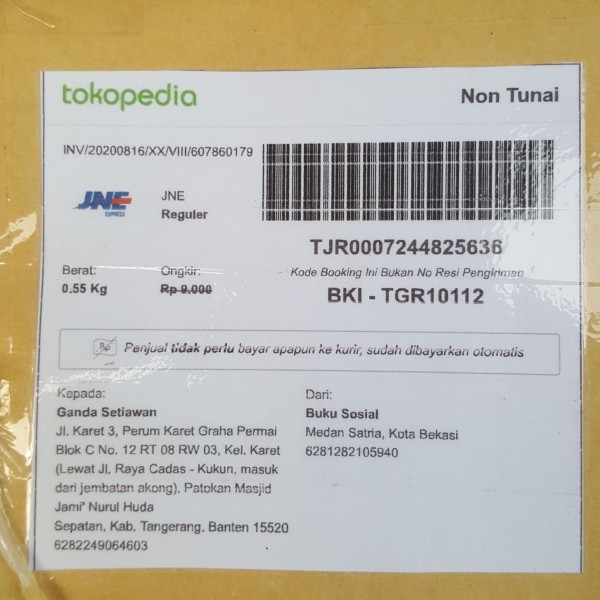 tokopedia
Non Tunai
INV/20200816/XX/VIII/607860179
JNE
EXPRESS
JNE
Reguler
TJR0007244825636
Kode Booking Ini Bukan No Resi Pengiriman
BKI - TGR10112
Berat:
0.55 Kg
Ongkir:
Rp 9.000
Rp
Penjual tidak perlu bayar apapun ke kurir, sudah dibayarkan otomatis
Kepada:
Ganda Setiawan
Jl. Karet 3, Perum Karet Graha Permai
Blok C No. 12 RT 08 RW 03, Kel. Karet
(Lewat Jl. Raya Cadas - Kukun, masuk
dari jembatan akong), Patokan Masjid
Jami' Nurul Huda
Sepatan, Kab. Tangerang, Banten 15520
6282249064603
Dari:
Buku Sosial
Medan Satria, Kota Bekasi
6281282105940